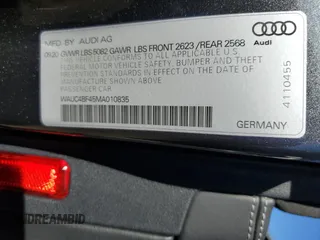 MFD. BY AUDI AG
09/20 GVWR LBS 5082 GAWR LBS FRONT 2623 /REAR 2568
THIS VEHICLE CONFORMS TO ALL APPLICABLE U.S.
FEDERAL MOTOR VEHICLE SAFETY, BUMPER AND THEFT
PREVENTION STANDARDS IN EFFECT ON THE DATE OF
MANUFACTURE SHOWN ABOVE.
PASSENGER CAR
WAUC4BF45MA010835
Audi
4110455
GERMANY
DREAMBID